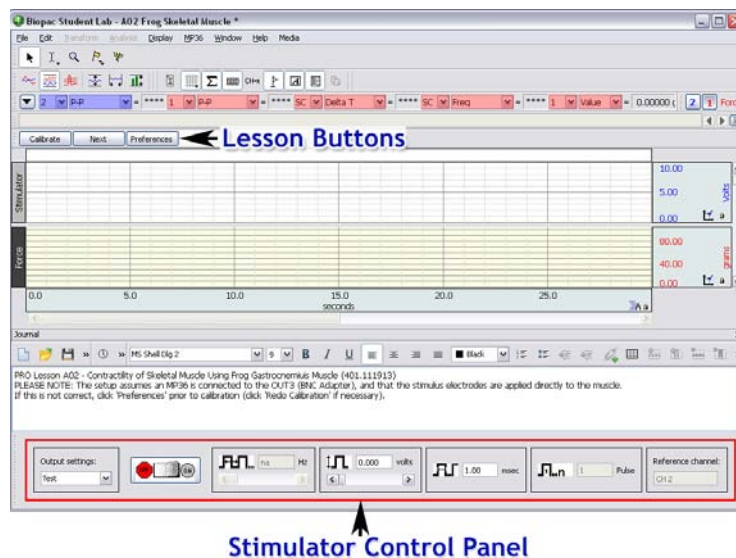 Biopac Student Lab - A02 Frog Skeletal Muscle *
File Edit Transform Analysis Display MP36 Window Help Media
2 P-P = **** 1 P-P = **** SC Delta T = **** SC Freq = **** 1 Value = 0.00000 ( 2 1 Forc
Calibrate Next Preferences Lesson Buttons
Stimulator
10.00
5.00
0.00
Volts
Force
80.00
40.00
0.00
grams
0.0 5.0 10.0 15.0 20.0 25.0
seconds
Journal
MS Shell Dlg 2 9 B I U Black
PRO Lesson A02 - Contractility of Skeletal Muscle Using Frog Gastrocnemius Muscle (401.111913)
PLEASE NOTE: The setup assumes an MP36 is connected to the OUT3 (BNC Adapter), and that the stimulus electrodes are applied directly to the muscle.
If this is not correct, click 'Preferences' prior to calibration (click 'Redo Calibration' if necessary).
Output settings:
Test
na Hz
0.000 volts
1.00 msec
n 1 Pulse
Reference channel:
CH 2
Stimulator Control Panel